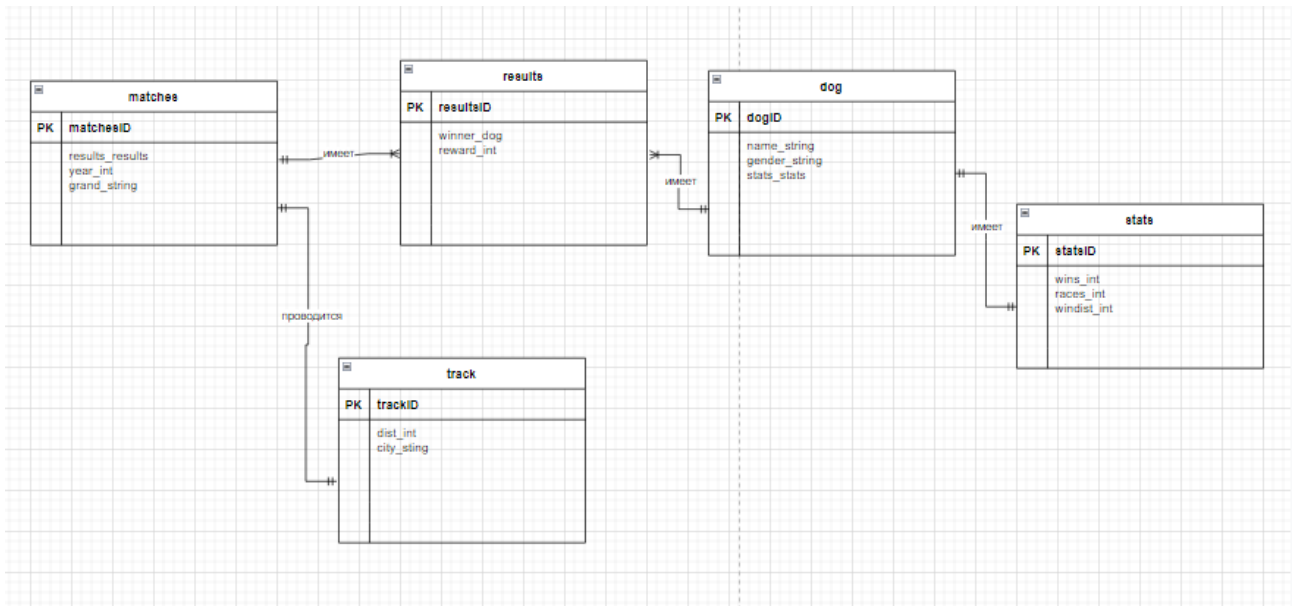 matches
PK matchesID
results_results
year_int
grand_string
имеет
results
PK resultsID
winner_dog
reward_int
имеет
dog
PK dogID
name_string
gender_string
stats_stats
имеет
stats
PK statsID
wins_int
races_int
windist_int
проводится
track
PK trackID
dist_int
city_sting